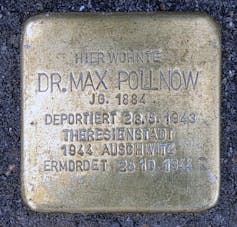 HIER WOHNTE
DR. MAX POLLNOW
JG. 1884
DEPORTIERT 28.5.1943
THERESIENSTADT
1944 AUSCHWITZ
ERMORDET 28.10.1944